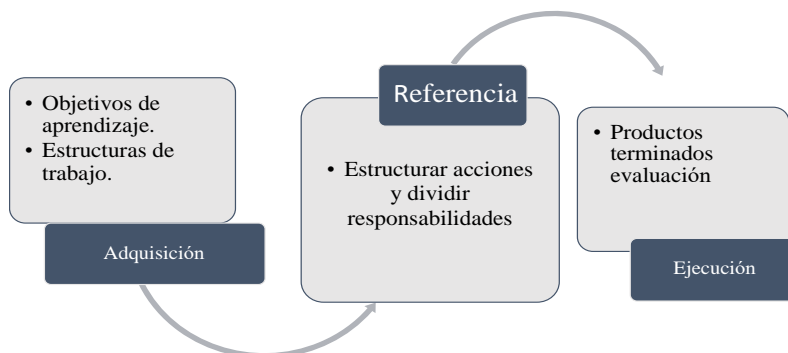 • Objetivos de
aprendizaje.
• Estructuras de
trabajo.
Adquisición
Referencia
• Estructurar acciones
y dividir
responsabilidades
• Productos
terminados
evaluación
Ejecución